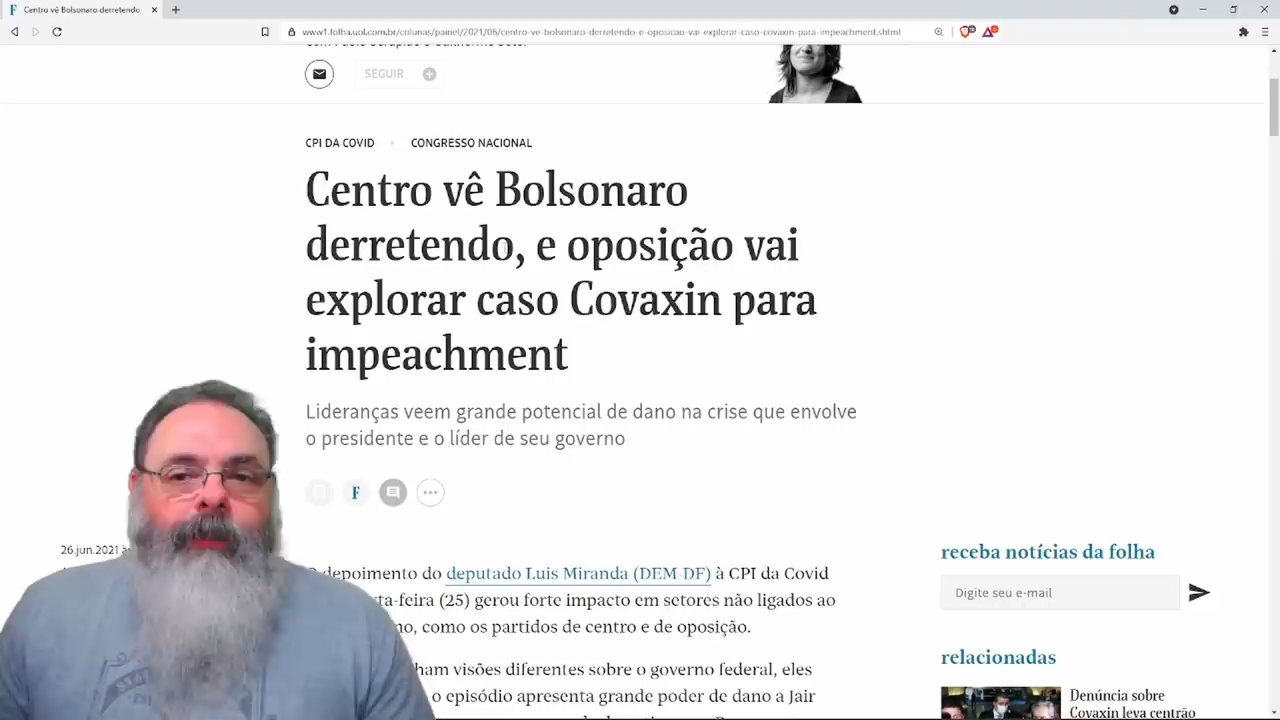 Centro vê Bolsonaro derretendo,
www1.folha.uol.com.br/colunas/painel/2021/06/centro-ve-bolsonaro-derretendo-e-oposicao-vai-explorar-caso-covaxin-para-impeachment.shtml
SEGUIR
CPI DA COVID
CONGRESSO NACIONAL
Centro vê Bolsonaro
derretendo, e oposição vai
explorar caso Covaxin para
impeachment
Lideranças veem grande potencial de dano na crise que envolve
o presidente e o líder de seu governo
F
26.jun.2021
depoimento do deputado Luis Miranda (DEM-DF) à CPI da Covid
ta-feira (25) gerou forte impacto em setores não ligados ao
no, como os partidos de centro e de oposição.
ham visões diferentes sobre o governo federal, eles
o episódio apresenta grande poder de dano a Jair
receba notícias da folha
Digite seu e-mail
relacionadas
Denúncia sobre
Covaxin leva centrão